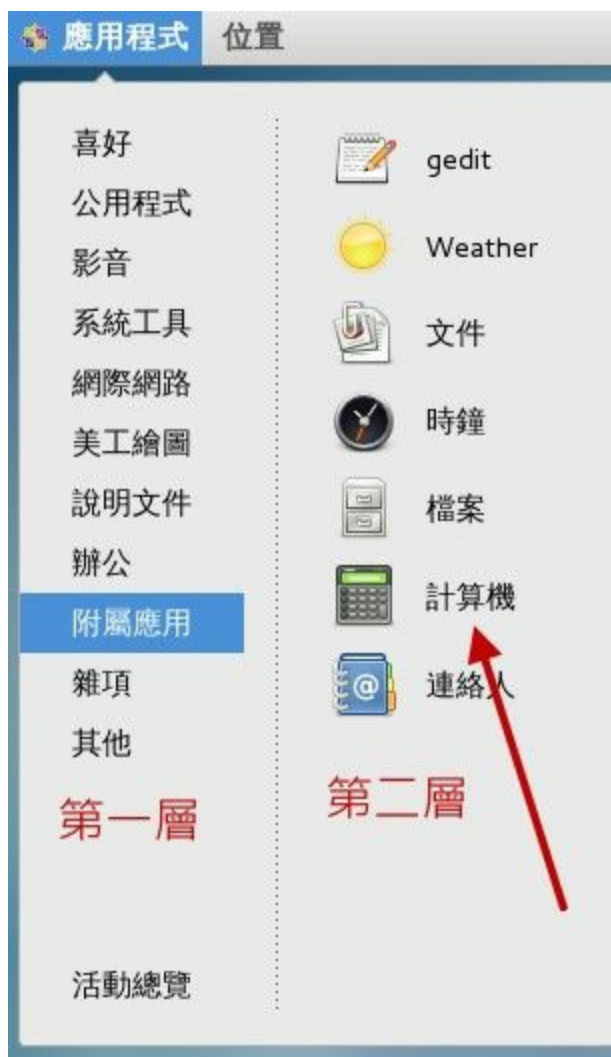 應用程式 位置
喜好
公用程式
影音
系統工具
網際網路
美工繪圖
說明文件
辦公
附屬應用
雜項
其他
第一層
活動總覽
gedit
Weather
文件
時鐘
檔案
計算機
連絡人
第二層